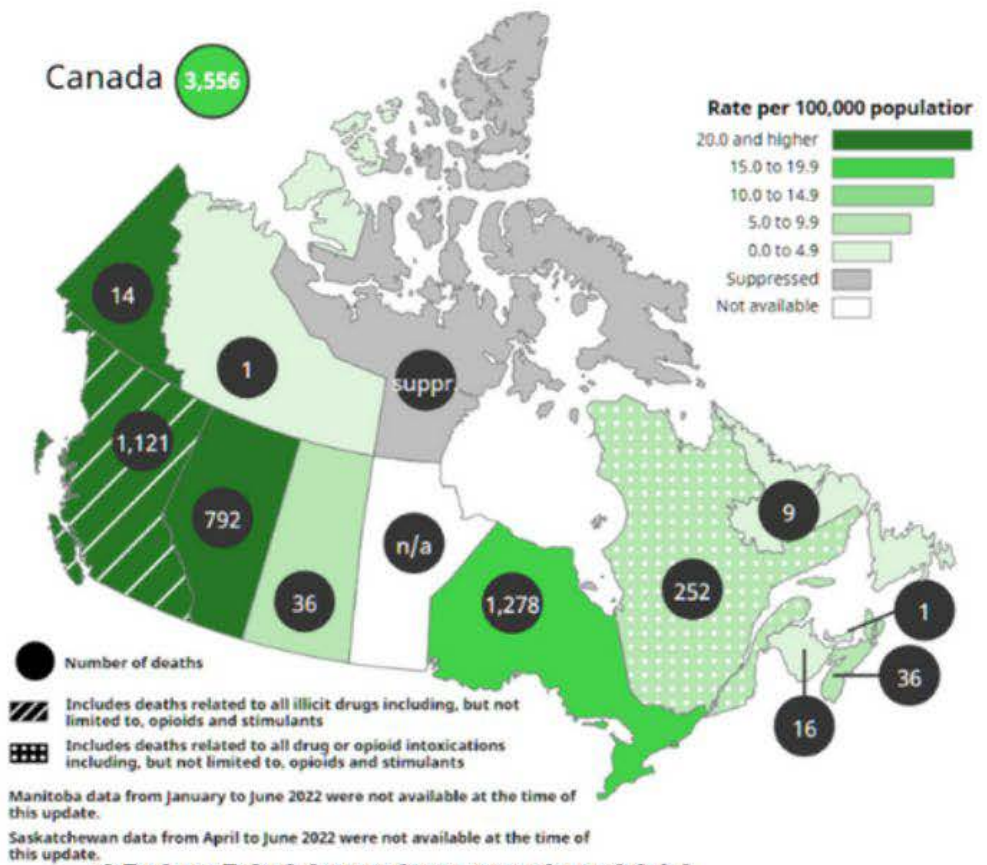 Canada 3,556
Rate per 100,000 populatior
20.0 and higher
15.0 to 19.9
10.0 to 14.9
5.0 to 9.9
0.0 to 4.9
Suppressed
Not available
14
1
suppr.
1,121
792
36
n/a
1,278
252
9
1
36
16
Number of deaths
Includes deaths related to all illicit drugs including, but not
limited to, opioids and stimulants
Includes deaths related to all drug or opioid intoxications
including, but not limited to, opioids and stimulants
Manitoba data from January to June 2022 were not available at the time of
this update.
Saskatchewan data from April to June 2022 were not available at the time of
this update.